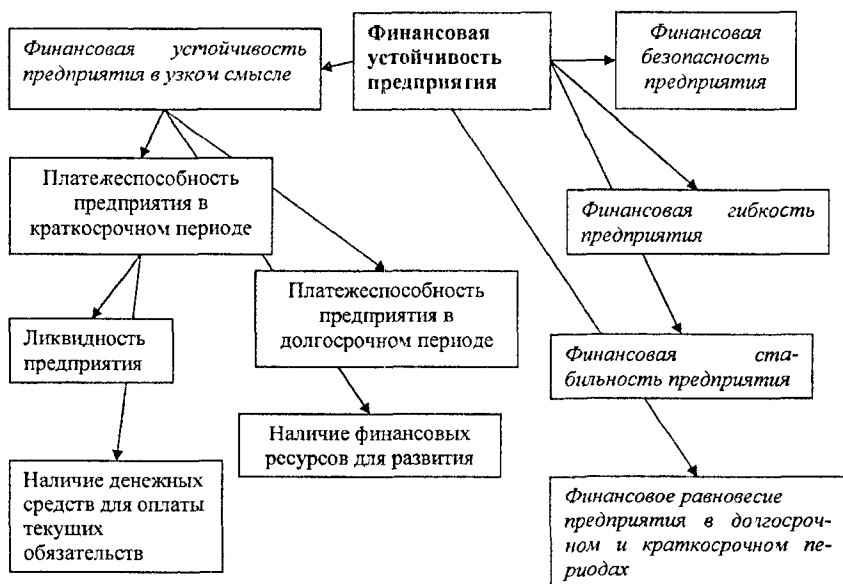 Финансовая устойчивость
предприятия в узком смысле
Финансовая
устойчивость
предприятия
Финансовая
безопасность
предприятия
Платежеспособность
предприятия в
краткосрочном периоде
Финансовая гибкость
предприятия
Платежеспособность
предприятия в
долгосрочном периоде
Ликвидность
предприятия
Финансовая ста-
бильность предприятия
Наличие финансовых
ресурсов для развития
Наличие денежных
средств для оплаты
текущих
обязательств
Финансовое равновесие
предприятия в долгосроч-
ном и краткосрочном пе-
риодах